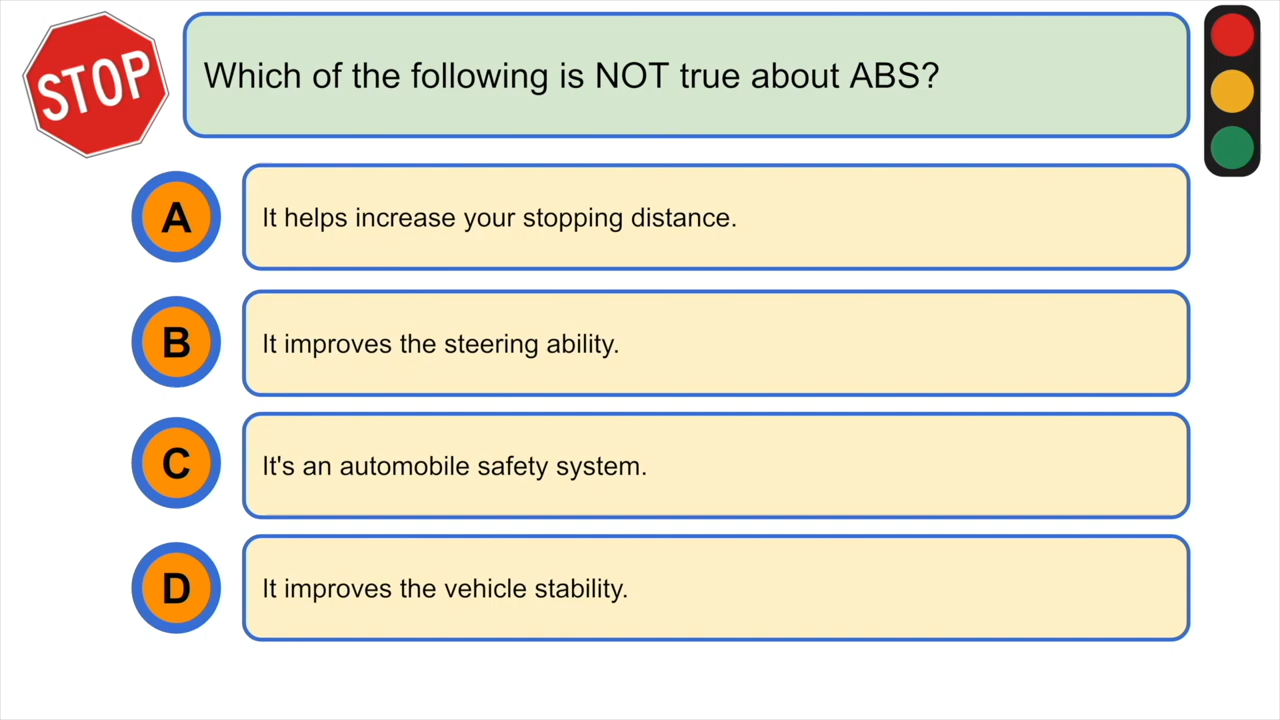 STOP
Which of the following is NOT true about ABS?
A
It helps increase your stopping distance.
B
It improves the steering ability.
C
It's an automobile safety system.
D
It improves the vehicle stability.